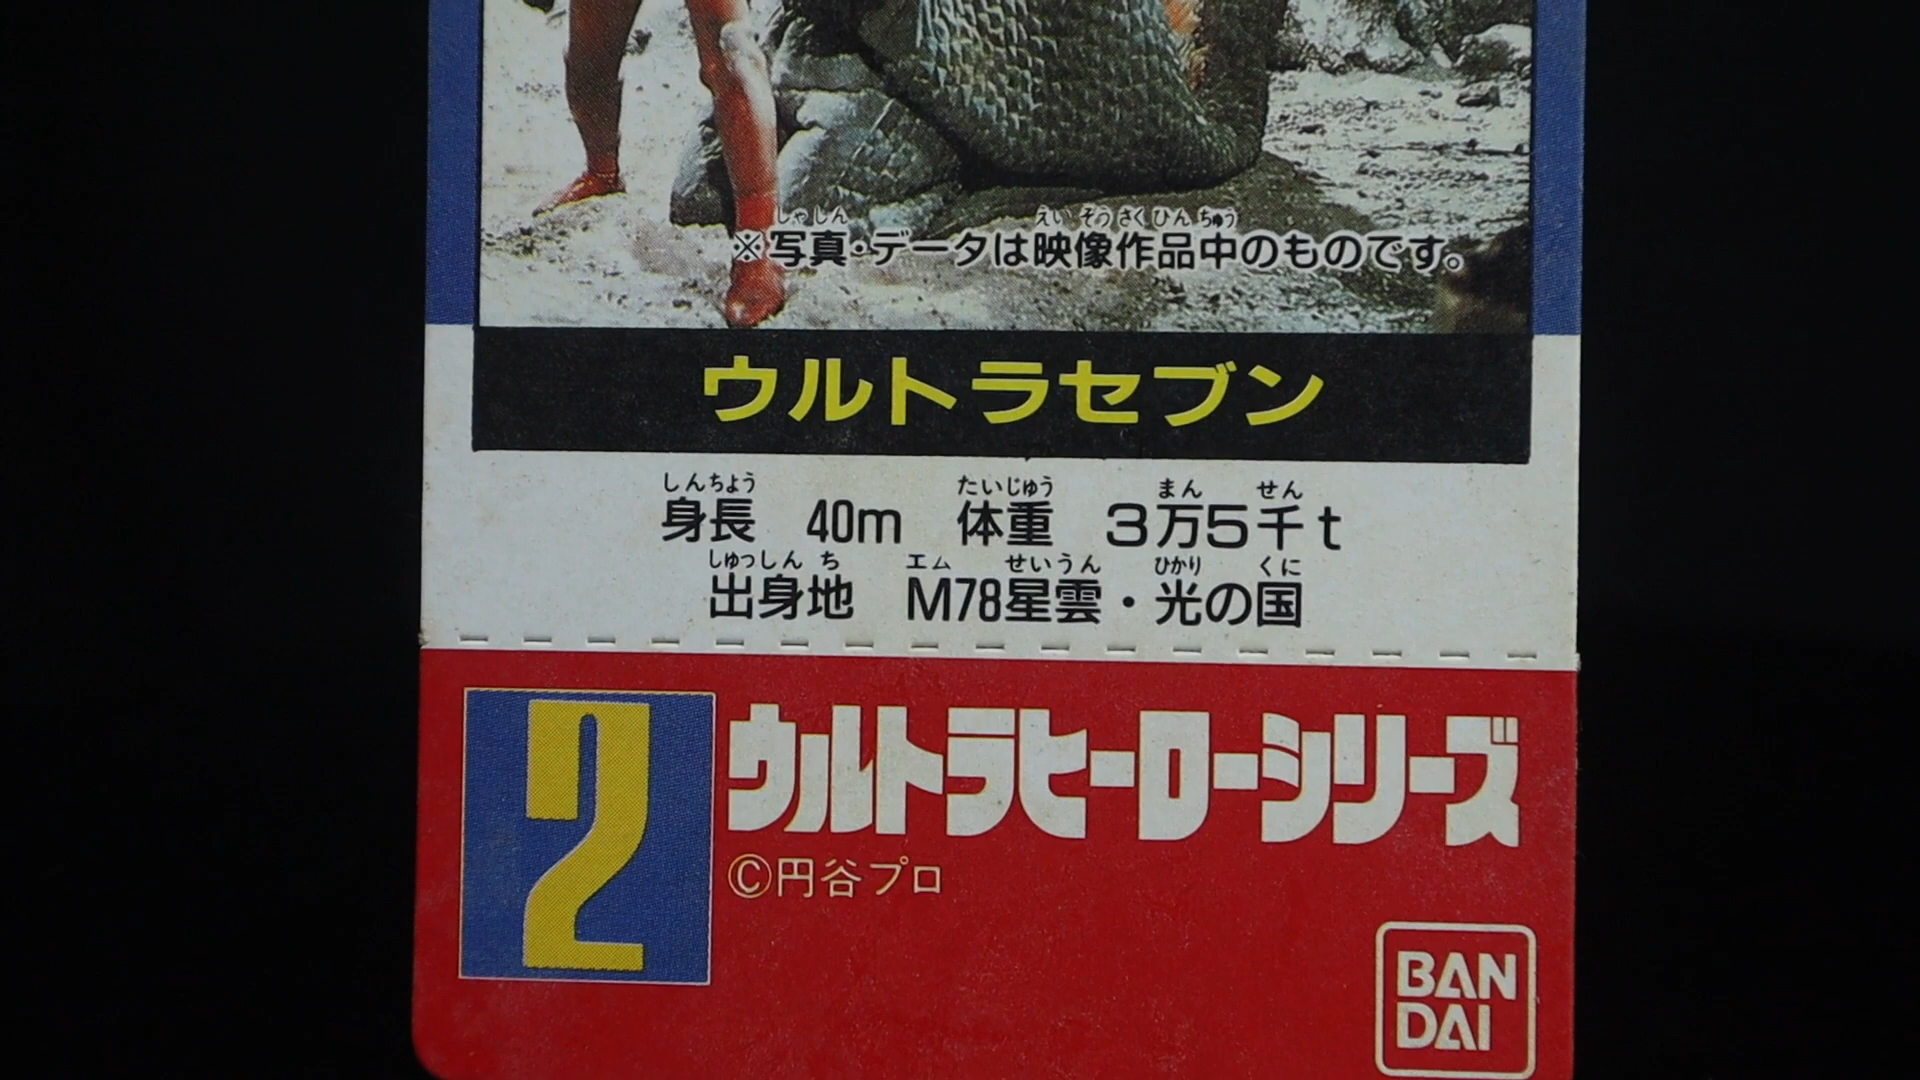 しゃしん えいぞうさくひんちゅう
※写真・データは映像作品中のものです。
ウルトラセブン
しんちょう たいじゅう まん せん
身長 40m 体重 3万5千t
しゅっしんち エム せいうん ひかり くに
出身地 M78星雲・光の国
2
ウルトラヒーローシリーズ
©円谷プロ
BAN
DAI